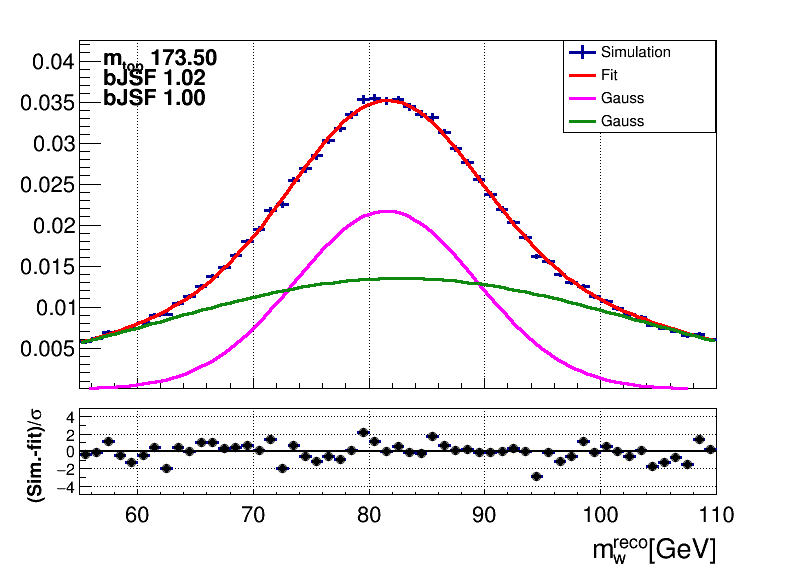 m_top 173.50
bJSF 1.02
bJSF 1.00
Simulation
Fit
Gauss
Gauss
0.04
0.035
0.03
0.025
0.02
0.015
0.01
0.005
(Sim.-fit)/σ
4
2
0
−2
−4
60 70 80 90 100 110
m_w^reco[GeV]